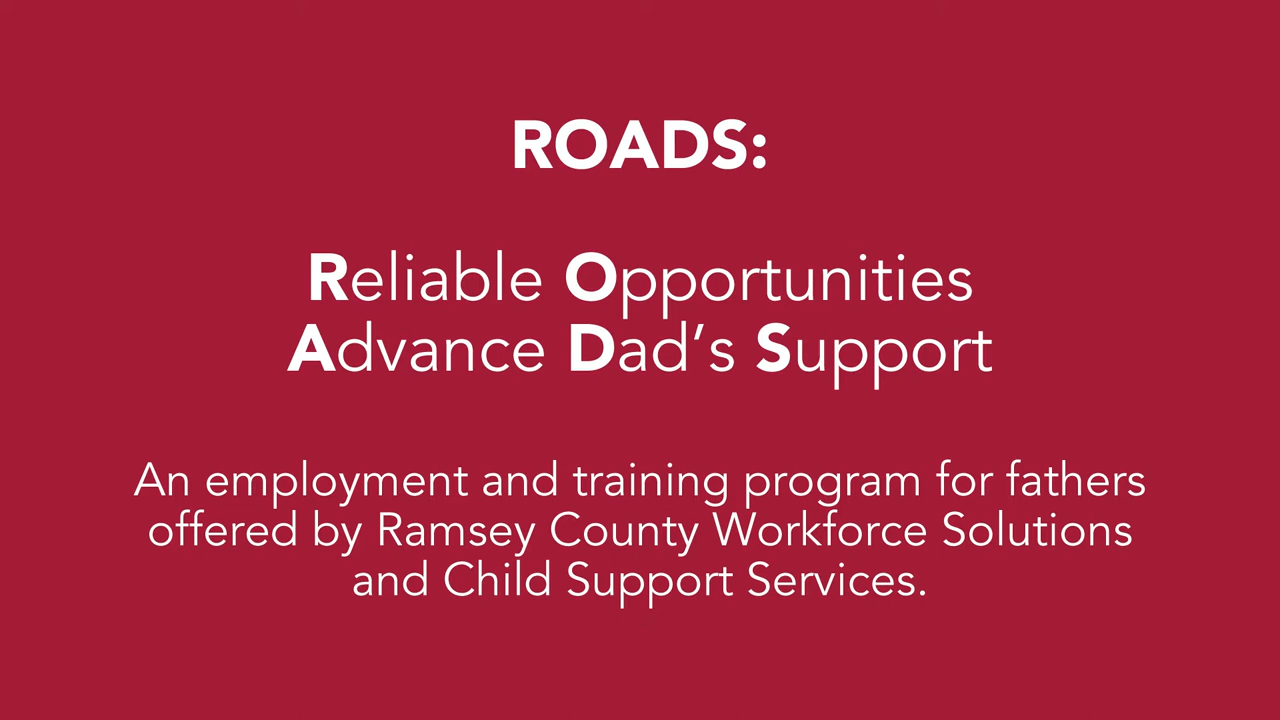 ROADS:
Reliable Opportunities
Advance Dad’s Support
An employment and training program for fathers
offered by Ramsey County Workforce Solutions
and Child Support Services.